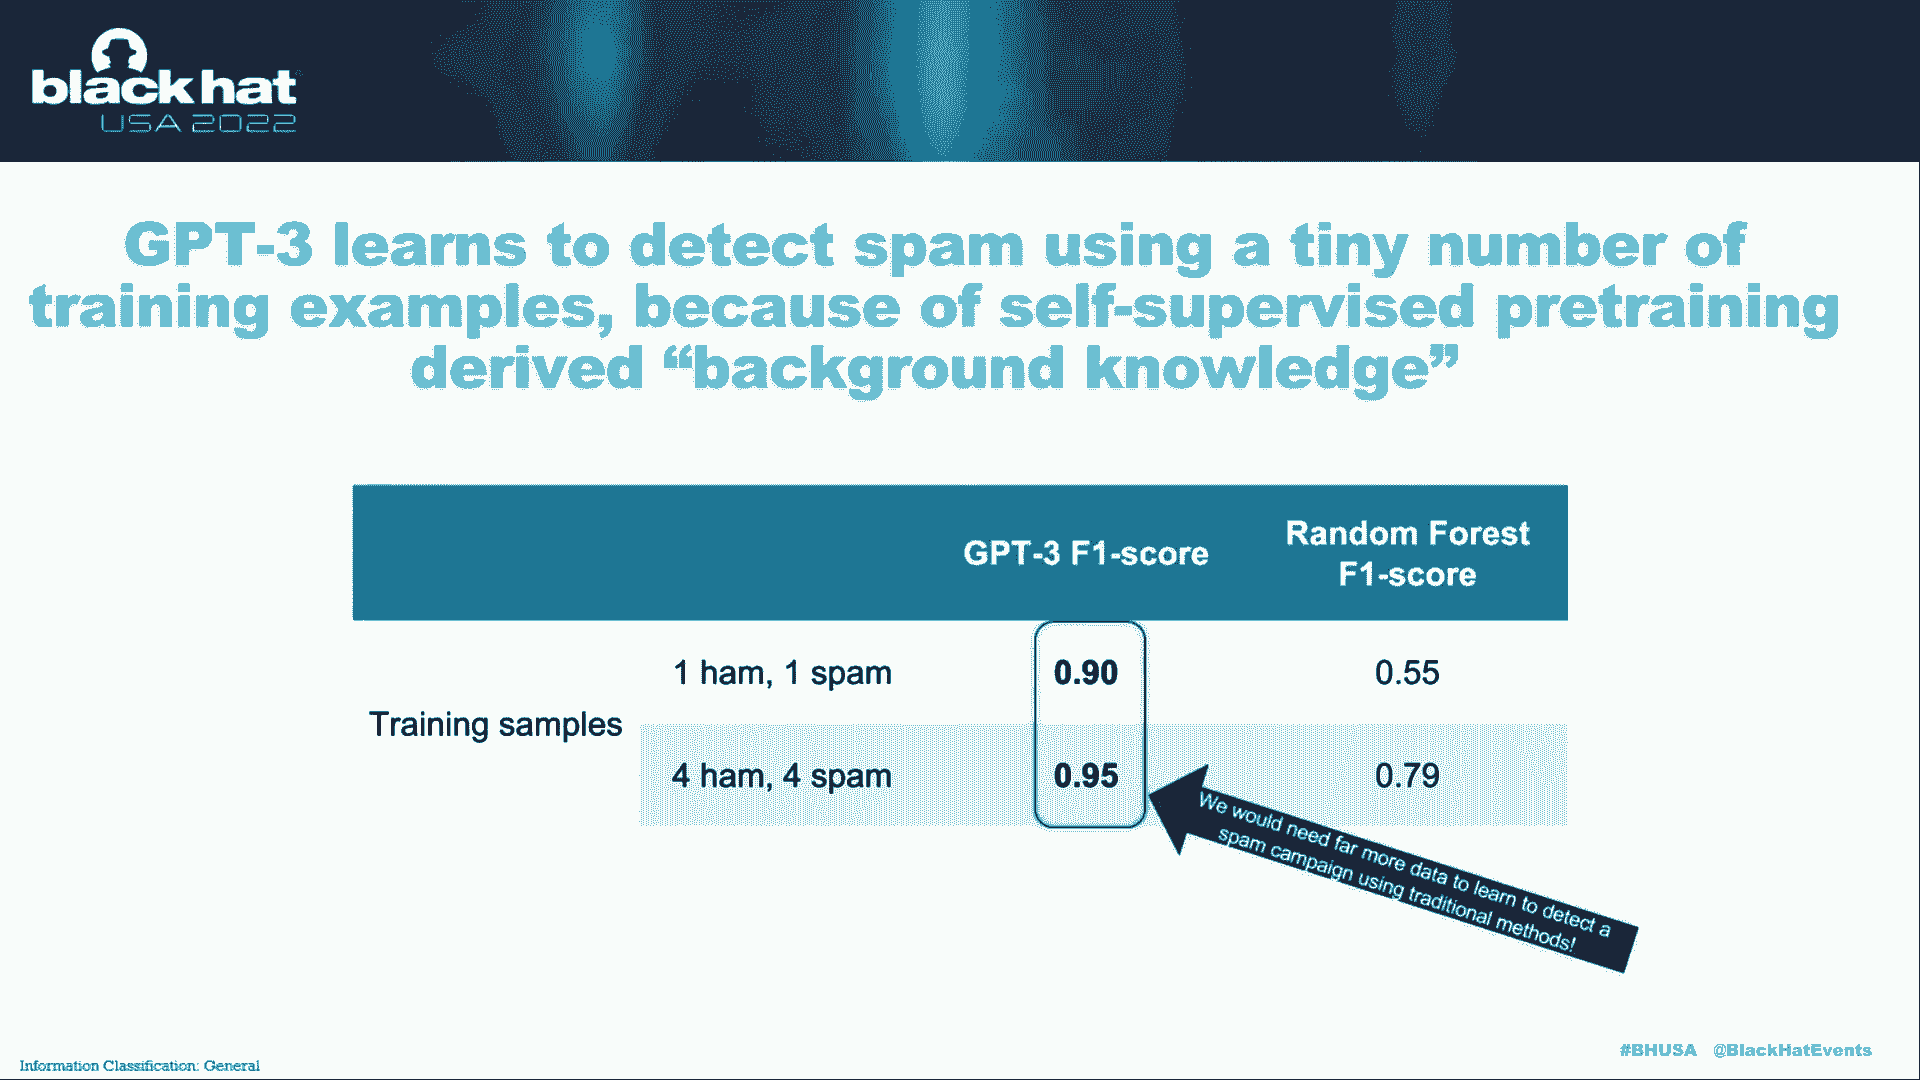 black hat
USA 2022
GPT-3 learns to detect spam using a tiny number of
training examples, because of self-supervised pretraining
derived “background knowledge”
GPT-3 F1-score
Random Forest
F1-score
Training samples
1 ham, 1 spam
0.90
0.55
4 ham, 4 spam
0.95
0.79
We would need far more data to learn to detect a
spam campaign using traditional methods!
Information Classification: General
#BHUSA @BlackHatEvents